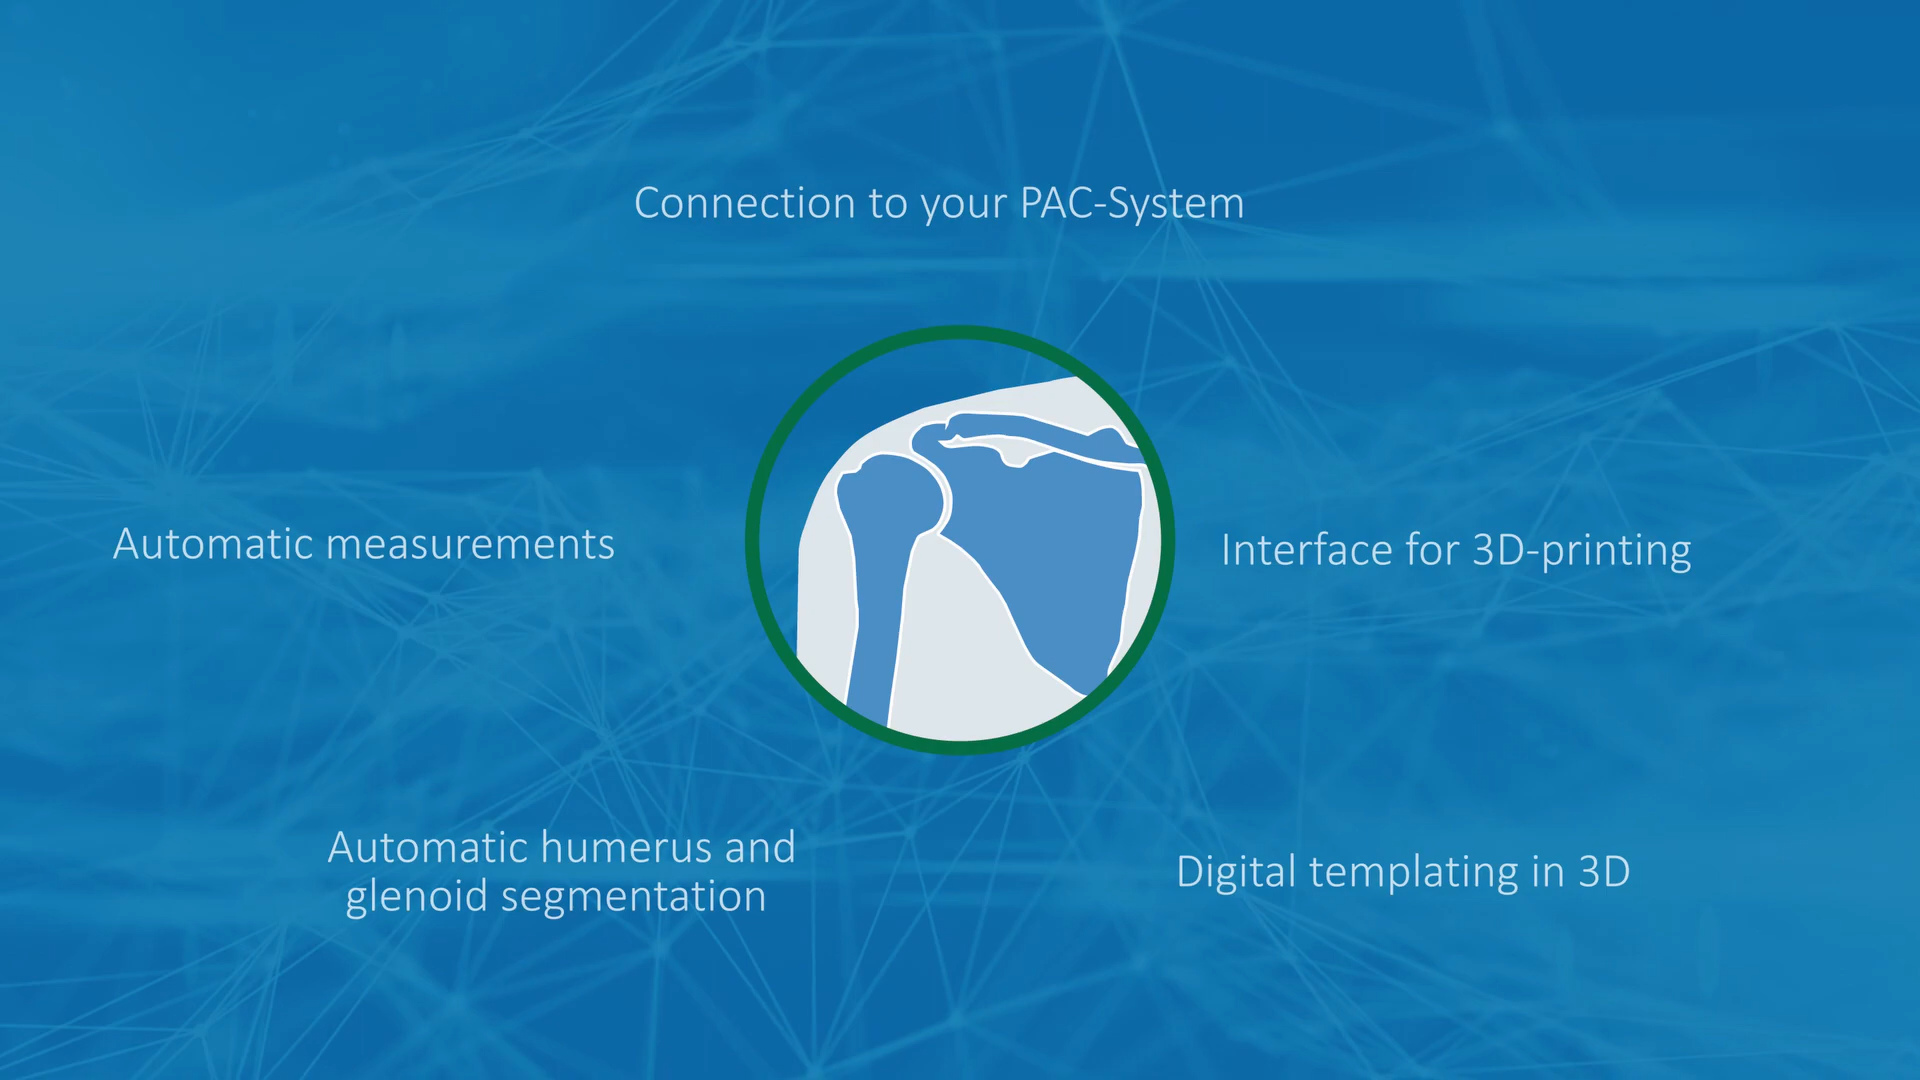 Connection to your PAC-System
Automatic measurements
Interface for 3D-printing
Automatic humerus and
glenoid segmentation
Digital templating in 3D